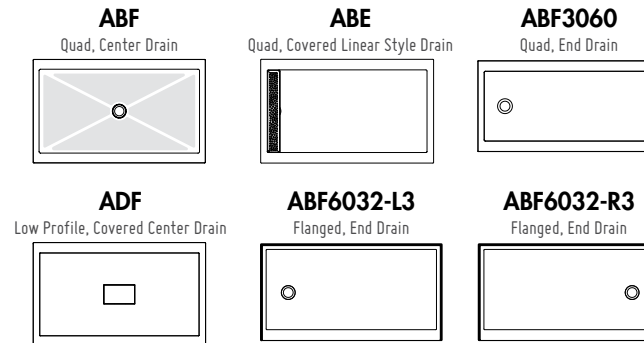 ABF
Quad, Center Drain
ABE
Quad, Covered Linear Style Drain
ABF3060
Quad, End Drain
ADF
Low Profile, Covered Center Drain
ABF6032-L3
Flanged, End Drain
ABF6032-R3
Flanged, End Drain